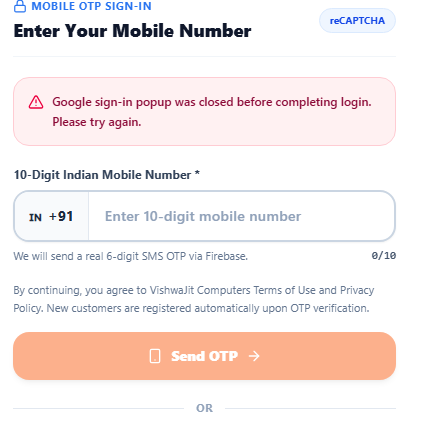 MOBILE OTP SIGN-IN
reCAPTCHA
Enter Your Mobile Number
Google sign-in popup was closed before completing login.
Please try again.
10-Digit Indian Mobile Number *
IN +91 Enter 10-digit mobile number
We will send a real 6-digit SMS OTP via Firebase. 0/10
By continuing, you agree to VishwaJit Computers Terms of Use and Privacy
Policy. New customers are registered automatically upon OTP verification.
Send OTP →
OR